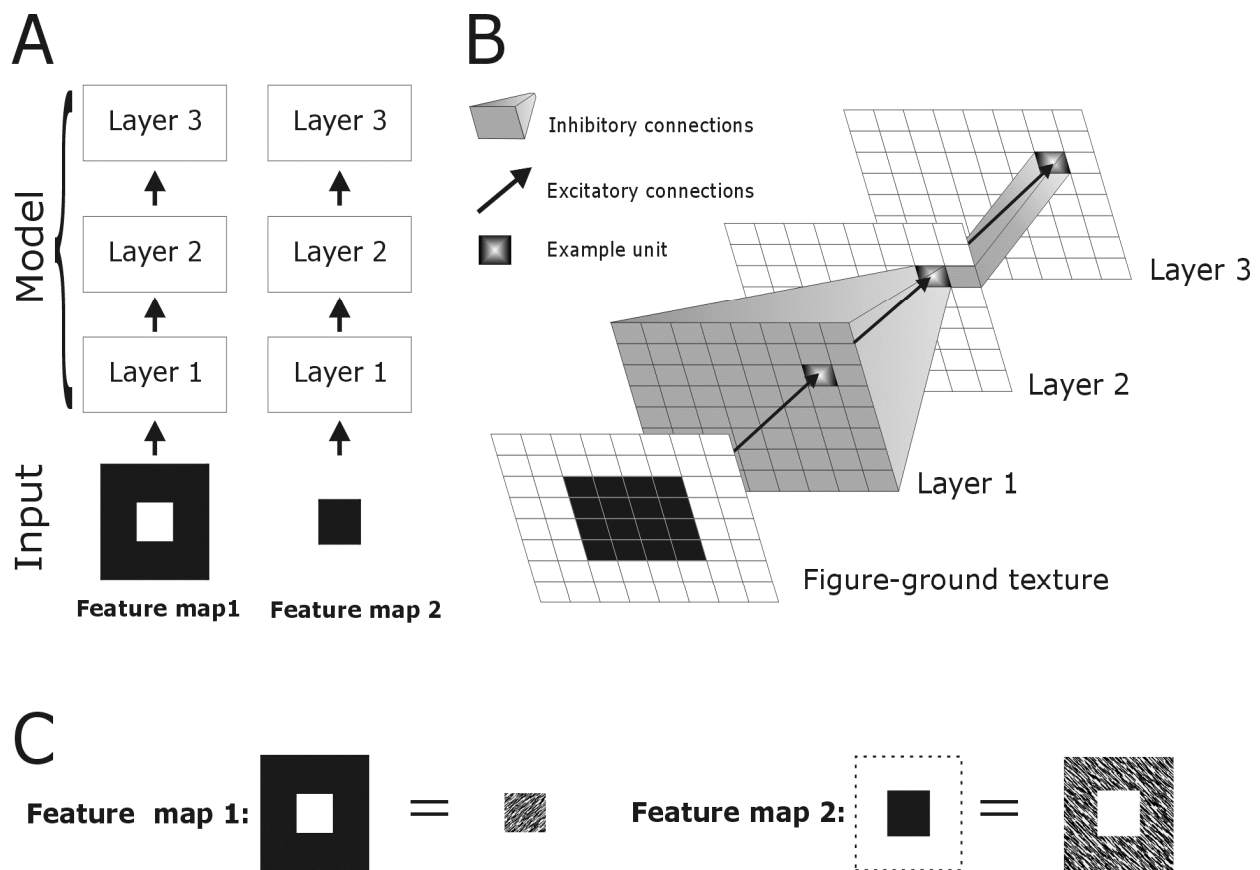 A
Layer 3
Layer 2
Layer 1
Layer 3
Layer 2
Layer 1
Model
Input
Feature map1
Feature map 2
B
Inhibitory connections
Excitatory connections
Example unit
Layer 3
Layer 2
Layer 1
Figure-ground texture
C
Feature map 1: =
Feature map 2: =